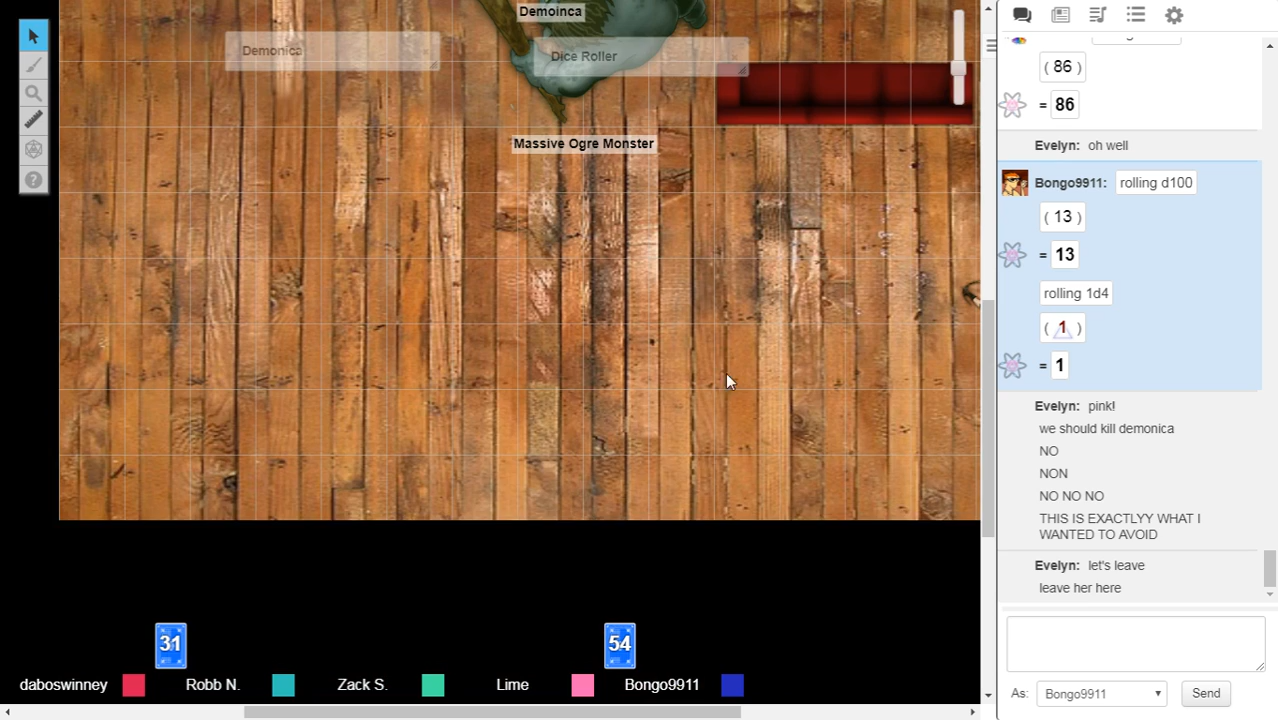 Demoinca
Demonica
Dice Roller
Massive Ogre Monster
31
54
daboswinney
Robb N.
Zack S.
Lime
Bongo9911
( 86 )
= 86
Evelyn: oh well
Bongo9911: rolling d100
( 13 )
= 13
rolling 1d4
( 1 )
= 1
Evelyn: pink!
we should kill demonica
NO
NON
NO NO NO
THIS IS EXACTLYY WHAT I
WANTED TO AVOID
Evelyn: let's leave
leave her here
As: Bongo9911
Send